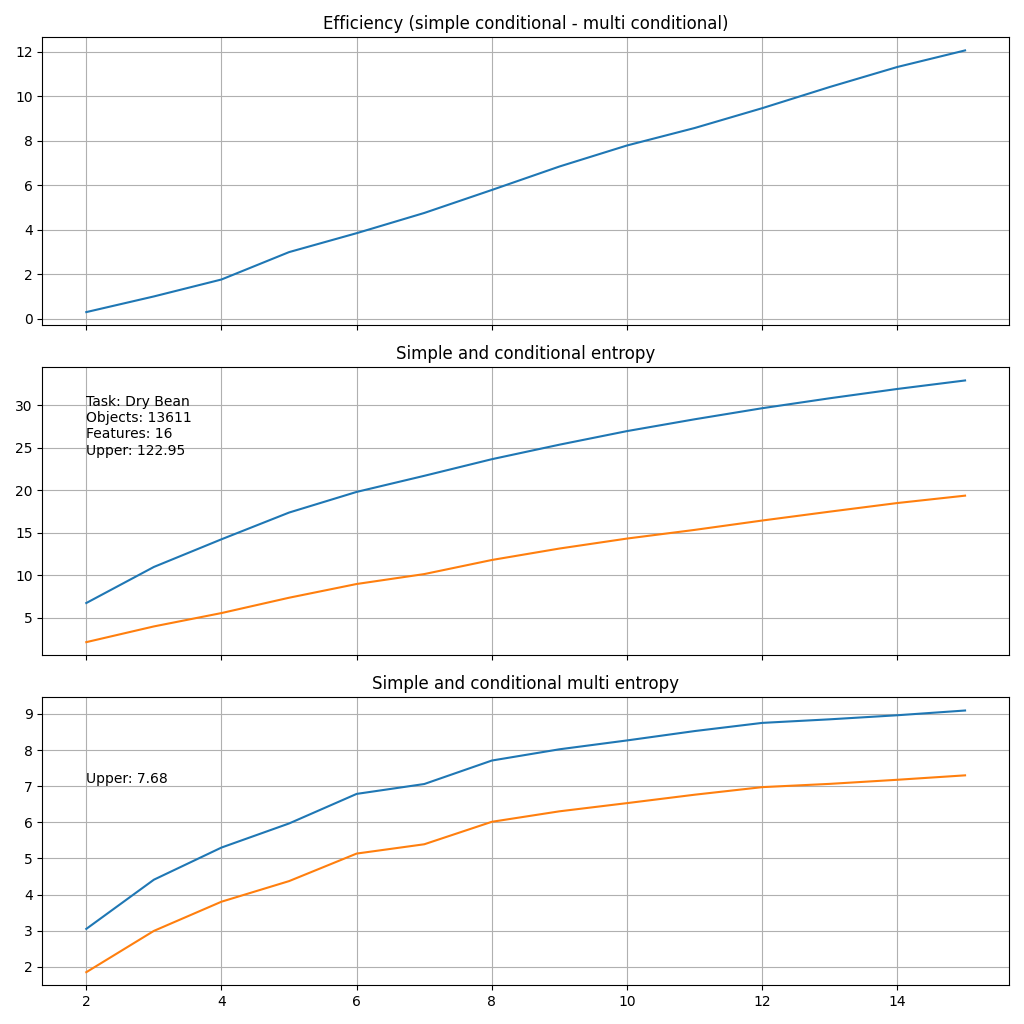 Efficiency (simple conditional - multi conditional)
12
10
8
6
4
2
0
Simple and conditional entropy
Task: Dry Bean
Objects: 13611
Features: 16
Upper: 122.95
30
25
20
15
10
5
Simple and conditional multi entropy
Upper: 7.68
9
8
7
6
5
4
3
2
2 4 6 8 10 12 14